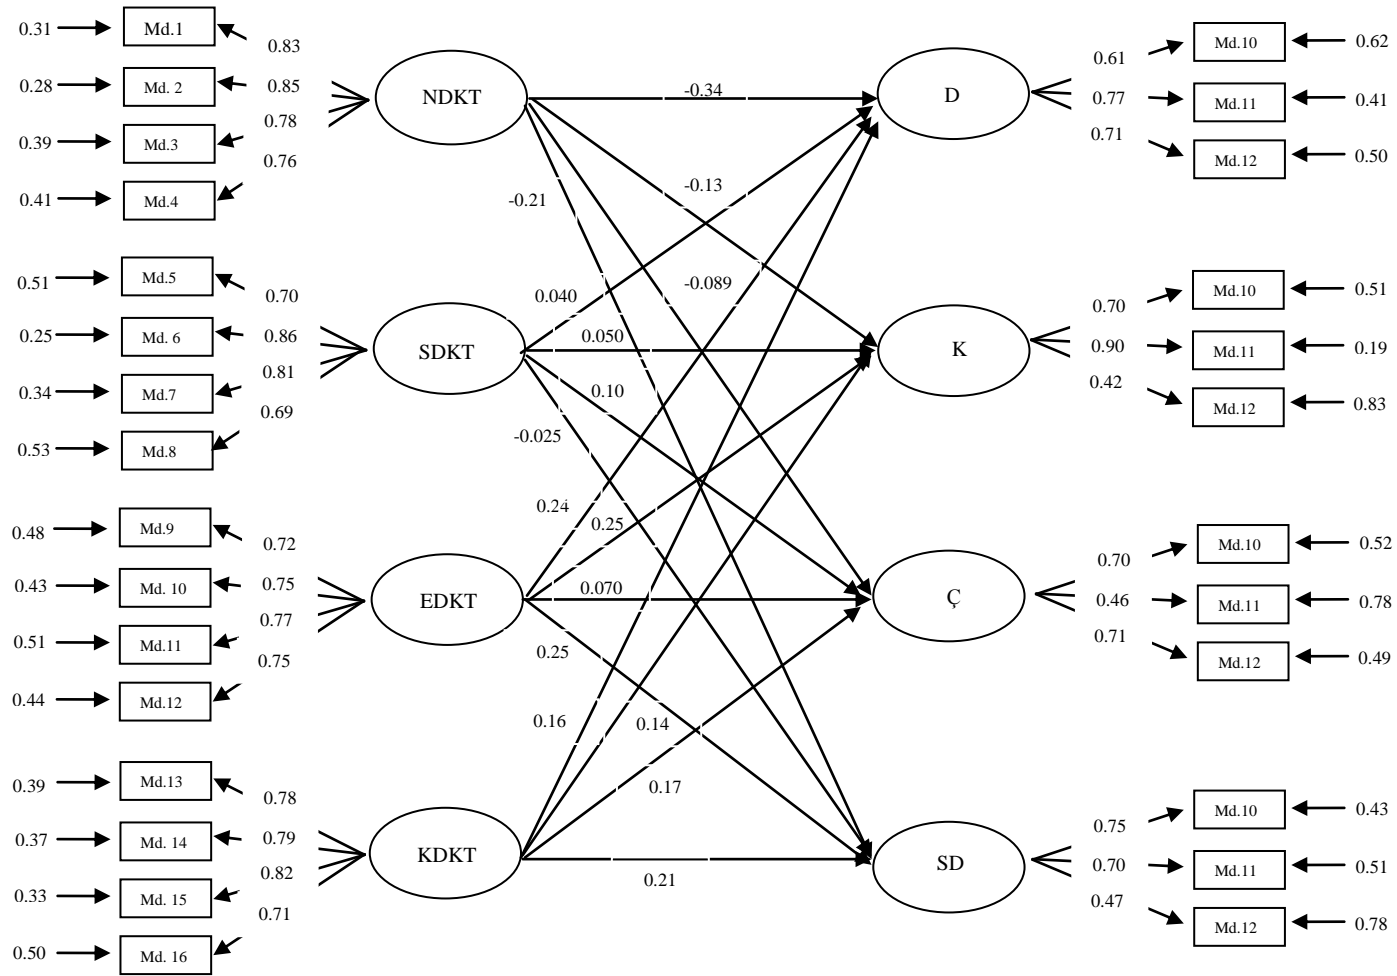 0.31 Md.1 0.83
0.28 Md. 2 0.85
0.39 Md.3 0.78
0.41 Md.4 0.76
NDKT
0.51 Md.5 0.70
0.25 Md. 6 0.86
0.34 Md.7 0.81
0.53 Md.8 0.69
SDKT
0.48 Md.9 0.72
0.43 Md. 10 0.75
0.51 Md.11 0.77
0.44 Md.12 0.75
EDKT
0.39 Md.13 0.78
0.37 Md. 14 0.79
0.33 Md. 15 0.82
0.50 Md. 16 0.71
KDKT
-0.34
-0.13
-0.21
-0.089
0.040
0.050
0.10
-0.025
0.24
0.25
0.070
0.25
0.16
0.14
0.17
0.21
D
0.61 Md.10 0.62
0.77 Md.11 0.41
0.71 Md.12 0.50
K
0.70 Md.10 0.51
0.90 Md.11 0.19
0.42 Md.12 0.83
Ç
0.70 Md.10 0.52
0.46 Md.11 0.78
0.71 Md.12 0.49
SD
0.75 Md.10 0.43
0.70 Md.11 0.51
0.47 Md.12 0.78